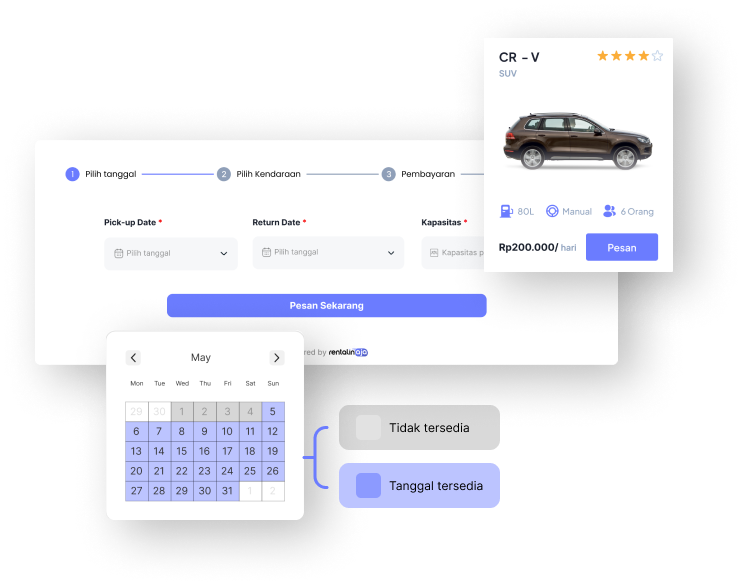 CR - V
SUV
80L Manual 6 Orang
Rp200.000/ hari Pesan
1 Pilih tanggal 2 Pilih Kendaraan 3 Pembayaran
Pick-up Date * Return Date * Kapasitas *
Pilih tanggal Pilih tanggal Kapasitas p
Pesan Sekarang
red by rentalinaja
May
Mon Tue Wed Thu Fri Sat Sun
29 30 1 2 3 4 5
6 7 8 9 10 11 12
13 14 15 16 17 18 19
20 21 22 23 24 25 26
27 28 29 30 31 1 2
Tidak tersedia
Tanggal tersedia